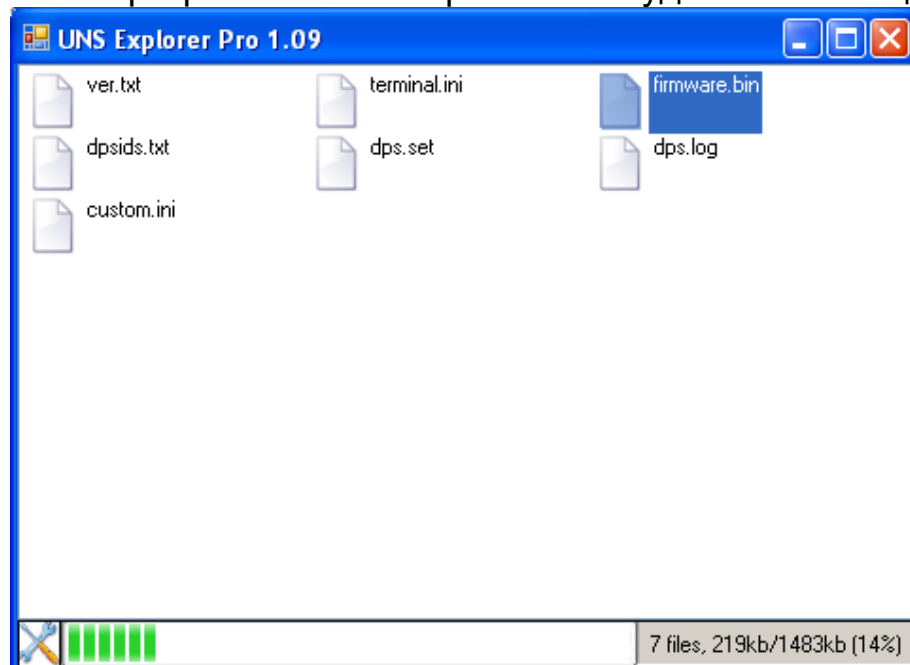 UNS Explorer Pro 1.09
ver.txt terminal.ini firmware.bin
dpsids.txt dps.set dps.log
custom.ini
7 files, 219kb/1483kb (14%)